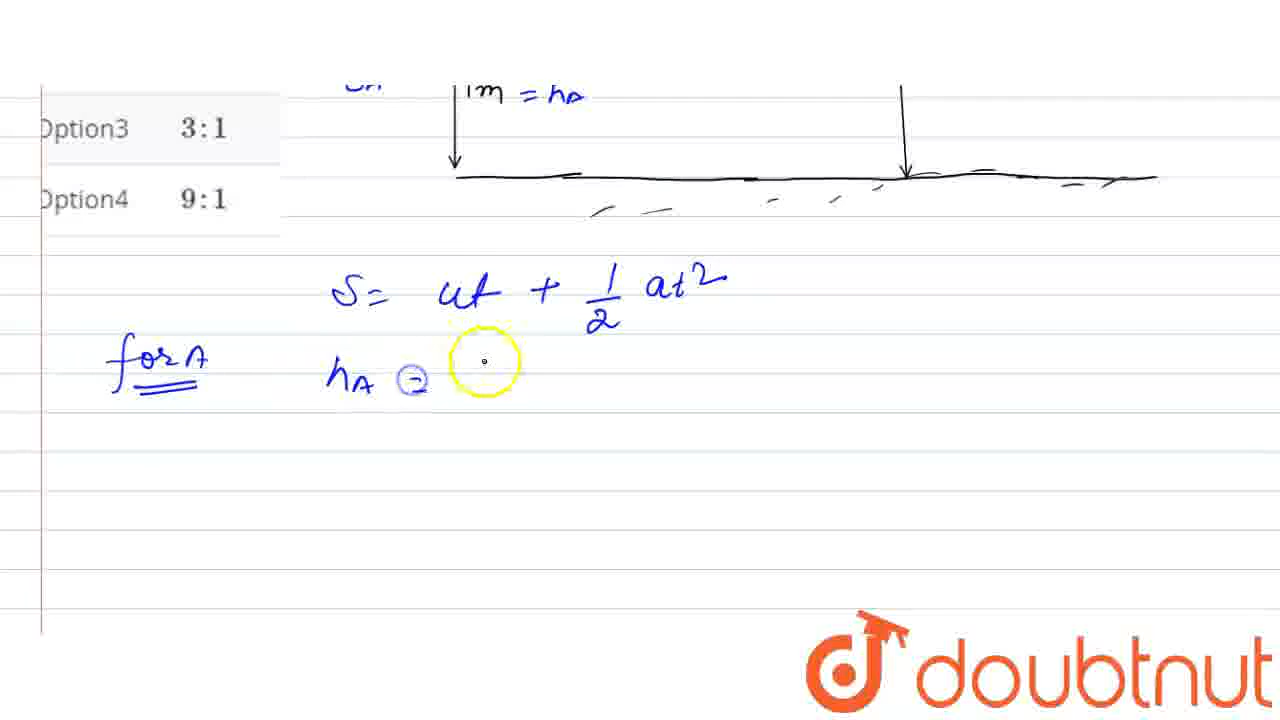 1m = hA
Option3 3:1
Option4 9:1
S = ut + 1/2 at²
for A hA =
doubtnut